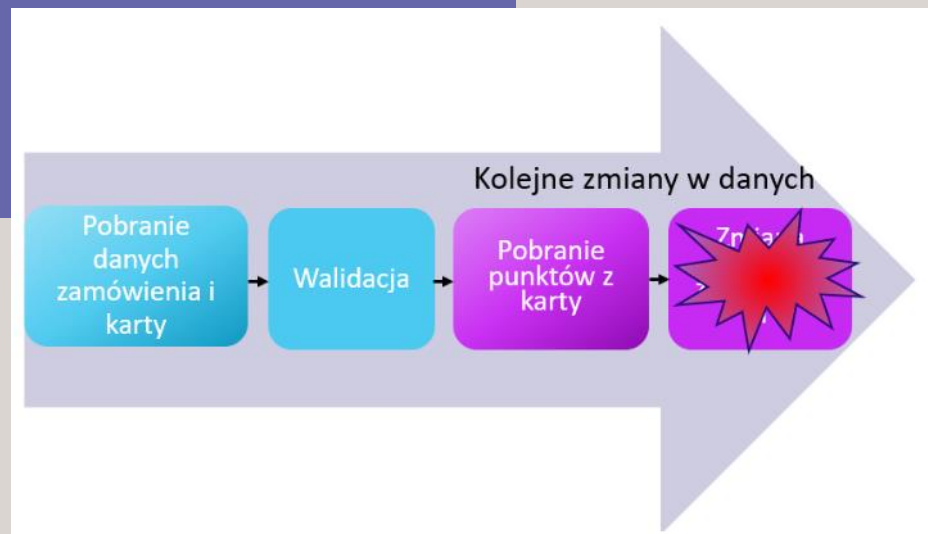 Kolejne zmiany w danych
Pobranie
danych
zamówienia i
karty
Walidacja
Pobranie
punktów z
karty